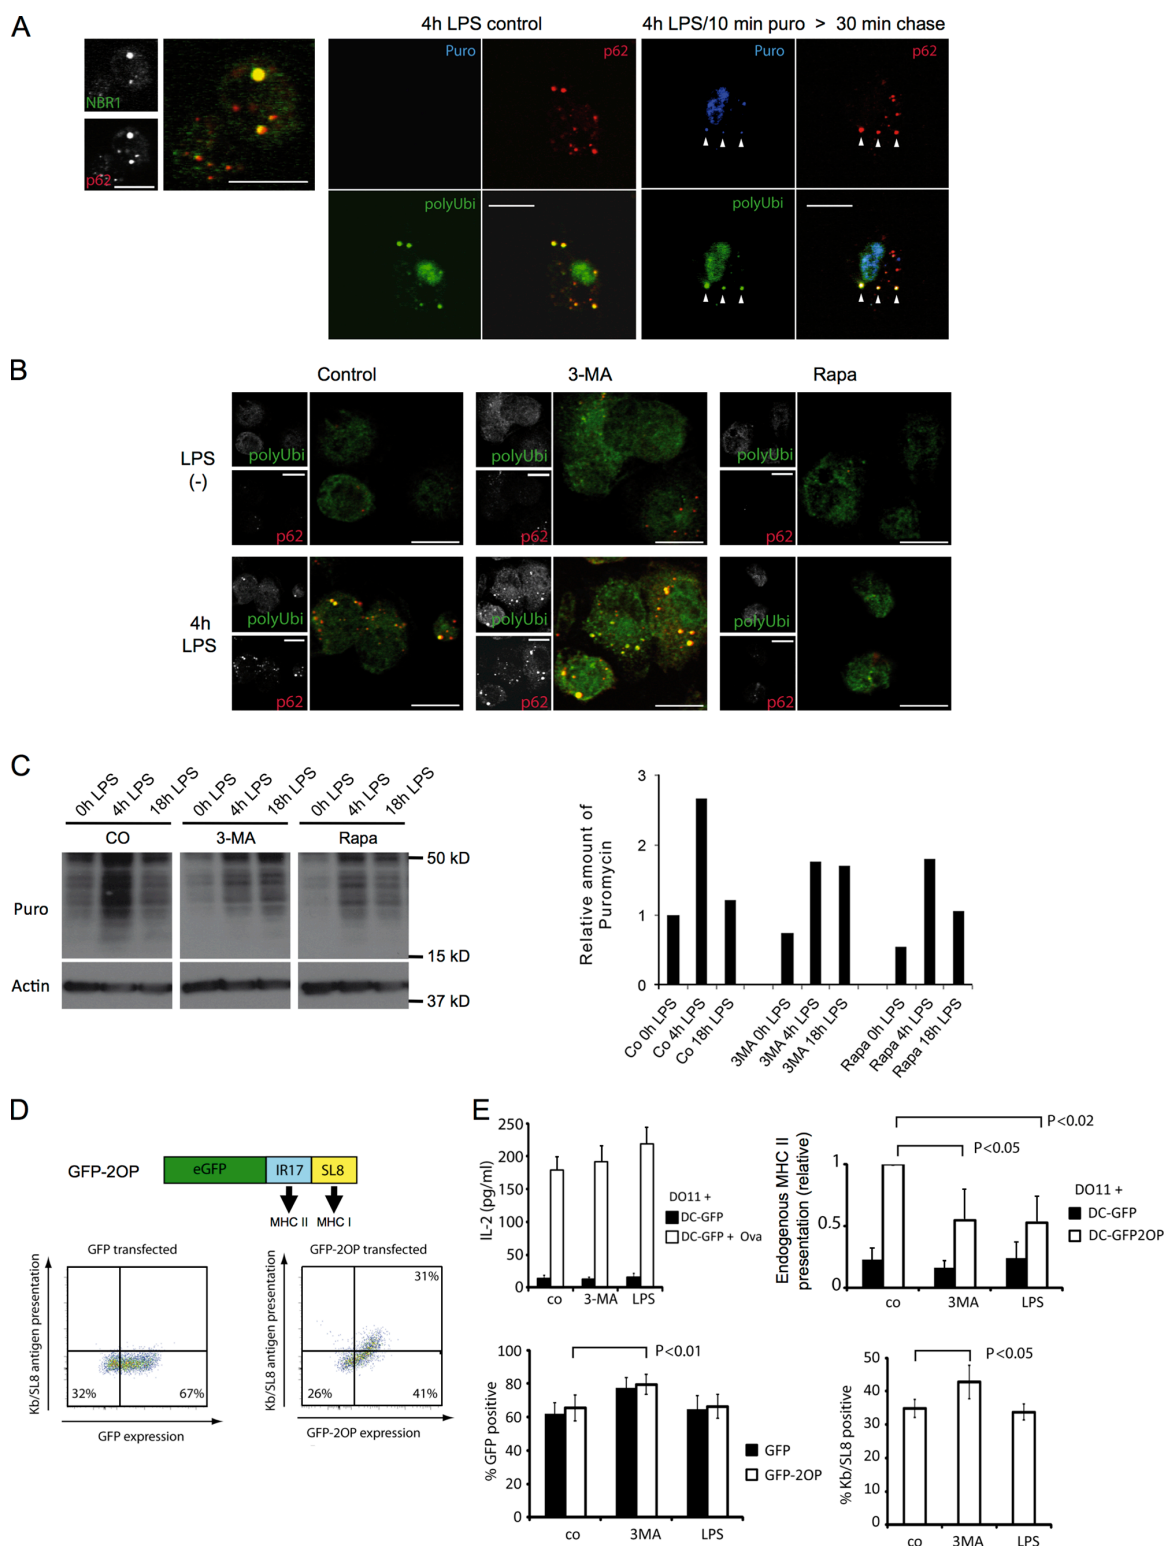 A
4h LPS control
4h LPS/10 min puro > 30 min chase
NBR1
p62
Puro
p62
polyUbi
Puro
p62
polyUbi
B
Control
3-MA
Rapa
LPS
(-)
polyUbi
p62
polyUbi
p62
polyUbi
p62
4h
LPS
polyUbi
p62
polyUbi
p62
polyUbi
p62
C
0h LPS
4h LPS
18h LPS
0h LPS
4h LPS
18h LPS
0h LPS
4h LPS
18h LPS
CO
3-MA
Rapa
Puro
Actin
50 kD
15 kD
37 kD
Relative amount of
Puromycin
3
2
1
0
Co 0h LPS
Co 4h LPS
Co 18h LPS
3MA 0h LPS
3MA 4h LPS
3MA 18h LPS
Rapa 0h LPS
Rapa 4h LPS
Rapa 18h LPS
D
GFP-2OP
eGFP
IR17
SL8
MHC II
MHC I
GFP transfected
GFP-2OP transfected
Kb/SL8 antigen presentation
32%
67%
GFP expression
Kb/SL8 antigen presentation
31%
26%
41%
GFP-2OP expression
E
IL-2 (pg/ml)
250
200
150
100
50
0
co
3-MA
LPS
DO11 +
DC-GFP
DC-GFP + Ova
Endogenous MHC II
presentation (relative)
1
0.5
0
P<0.02
P<0.05
co
3MA
LPS
DO11 +
DC-GFP
DC-GFP2OP
% GFP positive
100
80
60
40
20
0
P<0.01
co
3MA
LPS
GFP
GFP-2OP
% Kb/SL8 positive
50
40
30
20
10
0
P<0.05
co
3MA
LPS